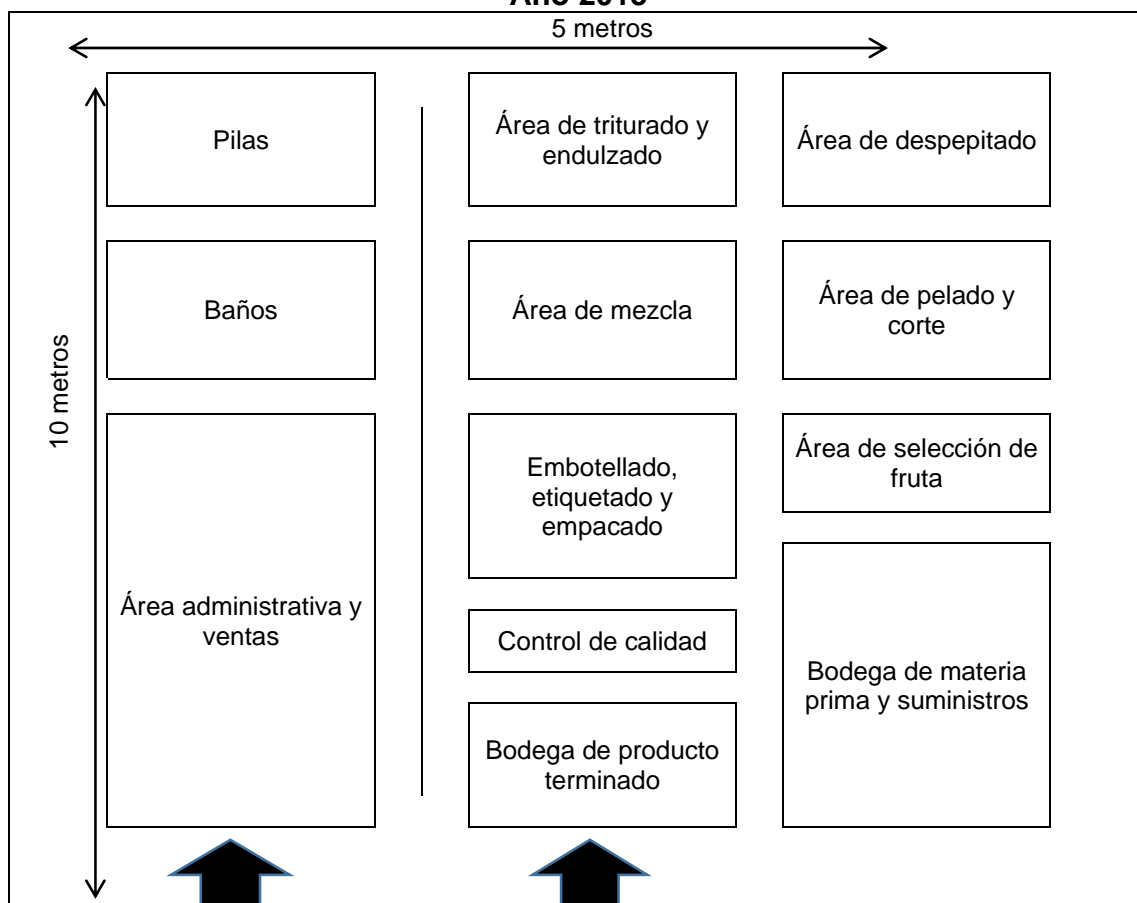 5 metros
Pilas
Área de triturado y
endulzado
Área de despepitado
Baños
Área de mezcla
Área de pelado y
corte
10 metros
Área administrativa y
ventas
Embotellado,
etiquetado y
empacado
Área de selección de
fruta
Control de calidad
Bodega de materia
prima y suministros
Bodega de producto
terminado